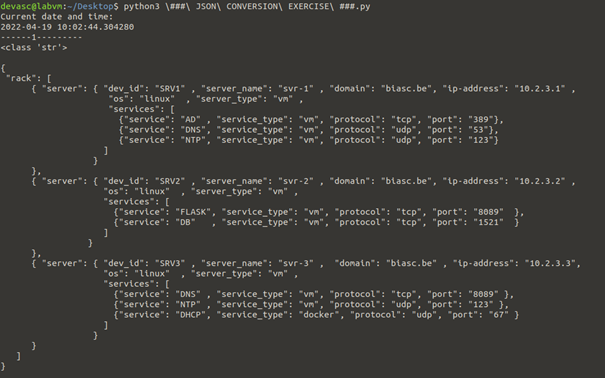 devasc@labvm:~/Desktop$ python3 \###\ JSON\ CONVERSION\ EXERCISE\ ###.py
Current date and time:
2022-04-19 10:02:44.304280
------1---------
<class 'str'>
{
"rack": [
{ "server": { "dev_id": "SRV1" , "server_name": "svr-1" , "domain": "biasc.be", "ip-address": "10.2.3.1" ,
"os": "linux"  , "server_type": "vm" ,
"services": [
{"service": "AD" , "service_type": "vm", "protocol": "tcp", "port": "389"},
{"service": "DNS", "service_type": "vm", "protocol": "udp", "port": "53"},
{"service": "NTP", "service_type": "vm", "protocol": "udp", "port": "123"}
]
}
},
{ "server": { "dev_id": "SRV2" , "server_name": "svr-2" , "domain": "biasc.be", "ip-address": "10.2.3.2" ,
"os": "linux"  , "server_type": "vm" ,
"services": [
{"service": "FLASK", "service_type": "vm", "protocol": "tcp", "port": "8089"  },
{"service": "DB"   , "service_type": "vm", "protocol": "tcp", "port": "1521"  }
]
}
},
{ "server": { "dev_id": "SRV3" , "server_name": "svr-3" ,  "domain": "biasc.be" , "ip-address": "10.2.3.3",
"os": "linux"  , "server_type": "vm" ,
"services": [
{"service": "DNS" , "service_type": "vm", "protocol": "tcp", "port": "8089" },
{"service": "NTP" , "service_type": "vm", "protocol": "udp", "port": "123" },
{"service": "DHCP", "service_type": "docker", "protocol": "udp", "port": "67" }
]
}
}
]
}